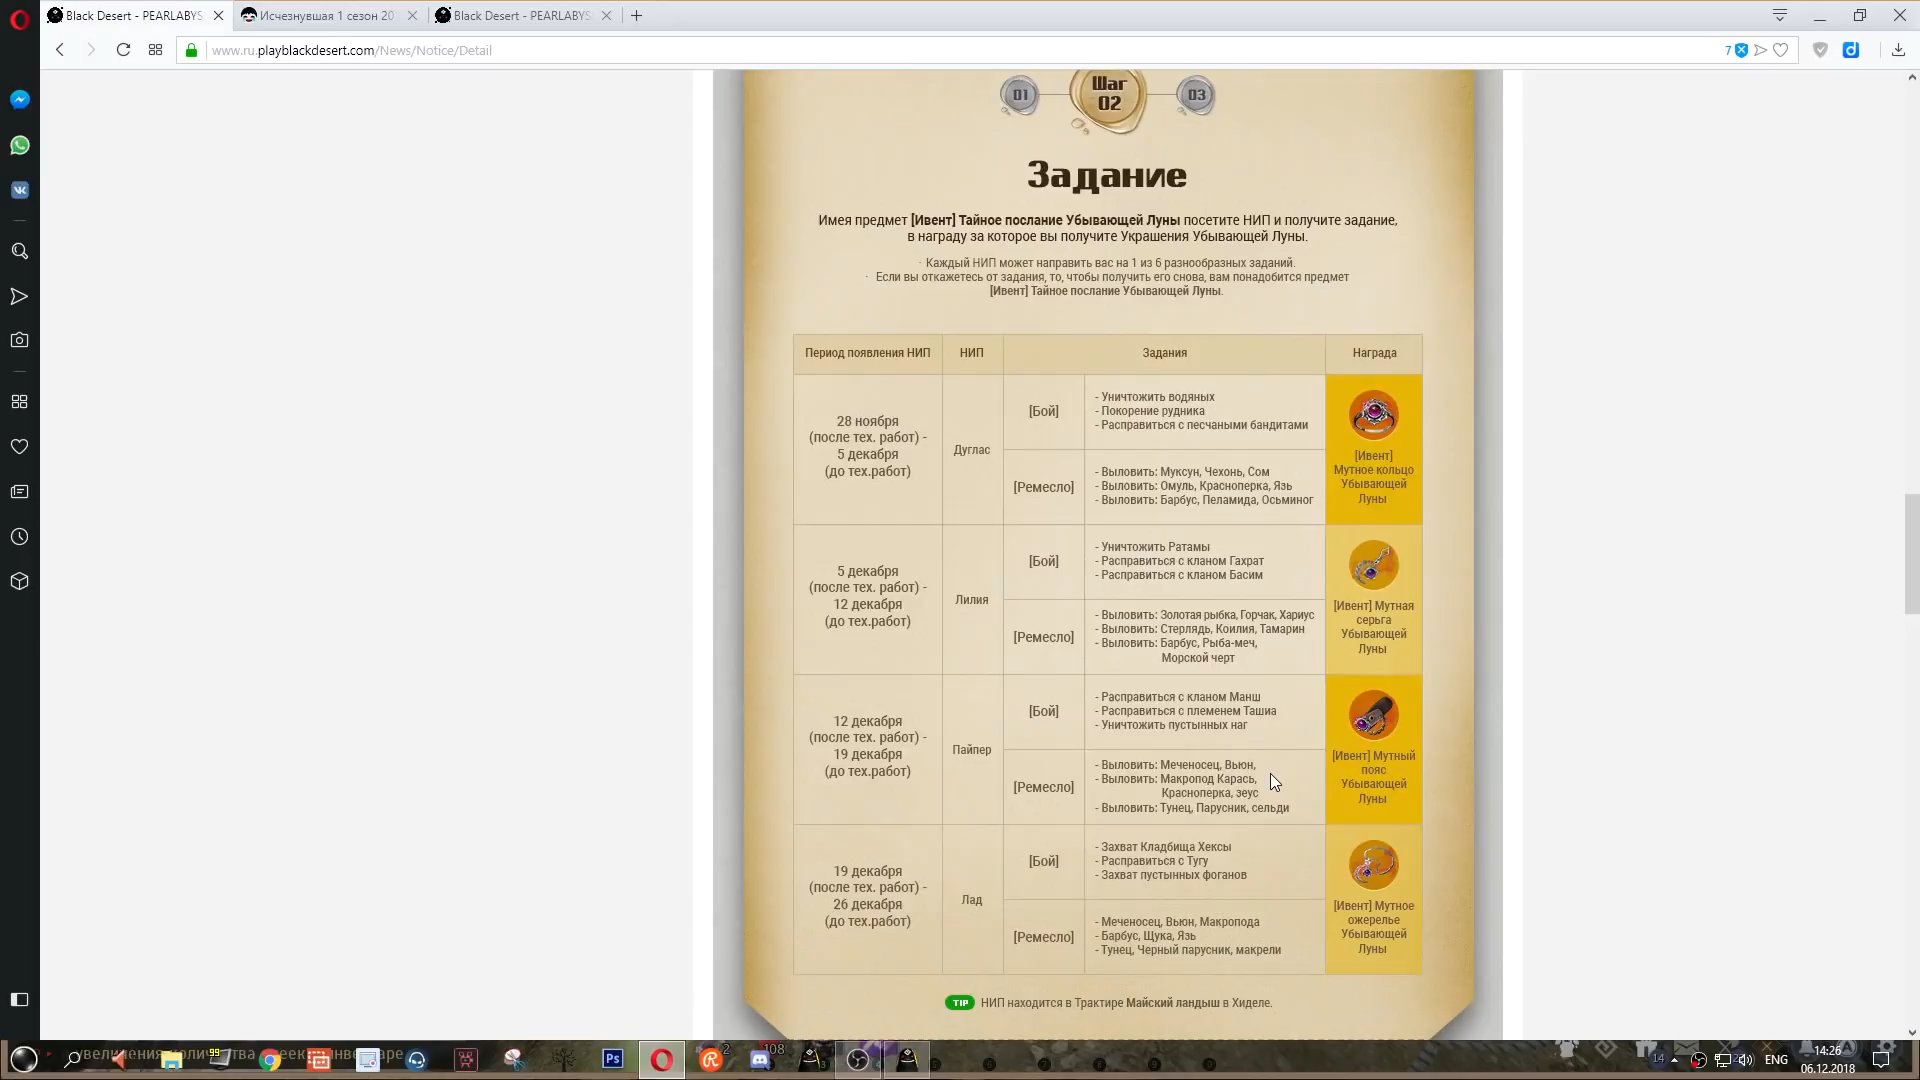 Black Desert - PEARLABYS
Исчезнувшая 1 сезон 20
Black Desert - PEARLABYS
www.ru.playblackdesert.com/News/Notice/Detail
7
01
Шаг
02
03
Задание
Имея предмет [Ивент] Тайное послание Убывающей Луны посетите НИП и получите задание,
в награду за которое вы получите Украшения Убывающей Луны.
· Каждый НИП может направить вас на 1 из 6 разнообразных заданий.
· Если вы откажетесь от задания, то, чтобы получить его снова, вам понадобится предмет
[Ивент] Тайное послание Убывающей Луны.
Период появления НИП
НИП
Задания
Награда
28 ноября
(после тех. работ) -
5 декабря
(до тех.работ)
Дуглас
[Бой]
- Уничтожить водяных
- Покорение рудника
- Расправиться с песчаными бандитами
[Ремесло]
- Выловить: Муксун, Чехонь, Сом
- Выловить: Омуль, Красноперка, Язь
- Выловить: Барбус, Пеламида, Осьминог
[Ивент]
Мутное кольцо
Убывающей
Луны
5 декабря
(после тех. работ) -
12 декабря
(до тех.работ)
Лилия
[Бой]
- Уничтожить Ратамы
- Расправиться с кланом Гахрат
- Расправиться с кланом Басим
[Ремесло]
- Выловить: Золотая рыбка, Горчак, Хариус
- Выловить: Стерлядь, Коилия, Тамарин
- Выловить: Барбус, Рыба-меч,
Морской черт
[Ивент] Мутная
серьга
Убывающей
Луны
12 декабря
(после тех. работ) -
19 декабря
(до тех.работ)
Пайпер
[Бой]
- Расправиться с кланом Манш
- Расправиться с племенем Ташиа
- Уничтожить пустынных наг
[Ремесло]
- Выловить: Меченосец, Вьюн,
- Выловить: Макропод Карась,
Красноперка, зеус
- Выловить: Тунец, Парусник, сельди
[Ивент] Мутный
пояс
Убывающей
Луны
19 декабря
(после тех. работ) -
26 декабря
(до тех.работ)
Лад
[Бой]
- Захват Кладбища Хексы
- Расправиться с Тугу
- Захват пустынных фоганов
[Ремесло]
- Меченосец, Вьюн, Макропода
- Барбус, Щука, Язь
- Тунец, Черный парусник, макрели
[Ивент] Мутное
ожерелье
Убывающей
Луны
TIP НИП находится в Трактире Майский ландыш в Хиделе.
99
Ps
2
108
14
ENG
14:26
06.12.2018